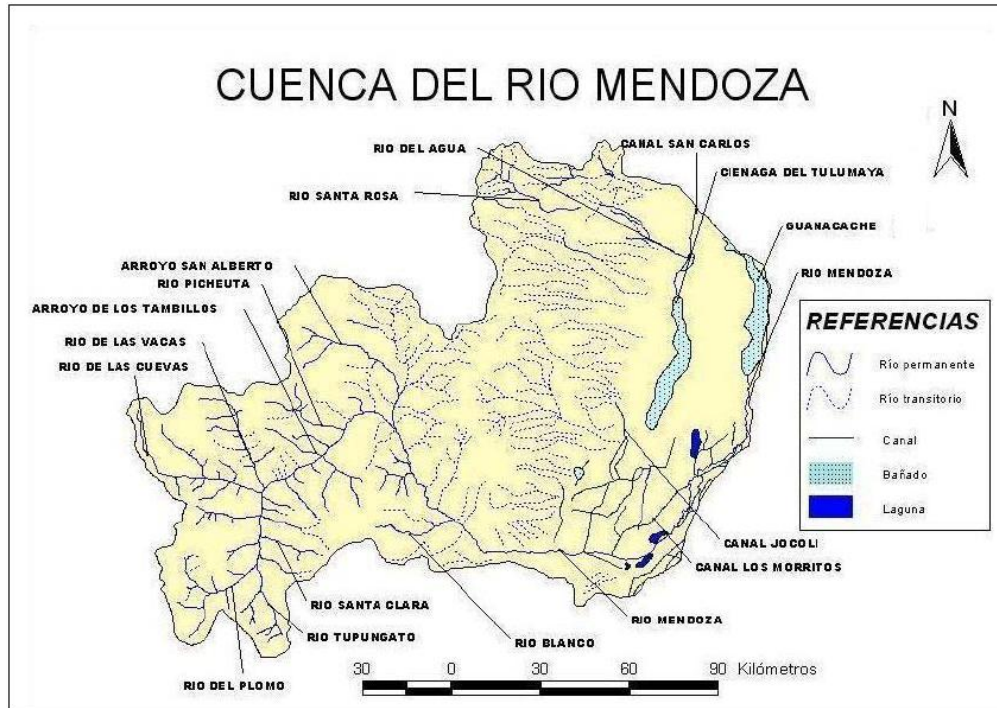 CUENCA DEL RIO MENDOZA
N
RIO DEL AGUA
CANAL SAN CARLOS
CIENAGA DEL TULUMAYA
RIO SANTA ROSA
GUANACACHE
ARROYO SAN ALBERTO
RIO PICHEUTA
RIO MENDOZA
ARROYO DE LOS TAMBILLOS
RIO DE LAS VACAS
RIO DE LAS CUEVAS
REFERENCIAS
Río permanente
Río transitorio
Canal
Bañado
Laguna
CANAL JOCOLI
CANAL LOS MORRITOS
RIO SANTA CLARA
RIO MENDOZA
RIO TUPUNGATO
RIO BLANCO
RIO DEL PLOMO
30 0 30 60 90 Kilómetros